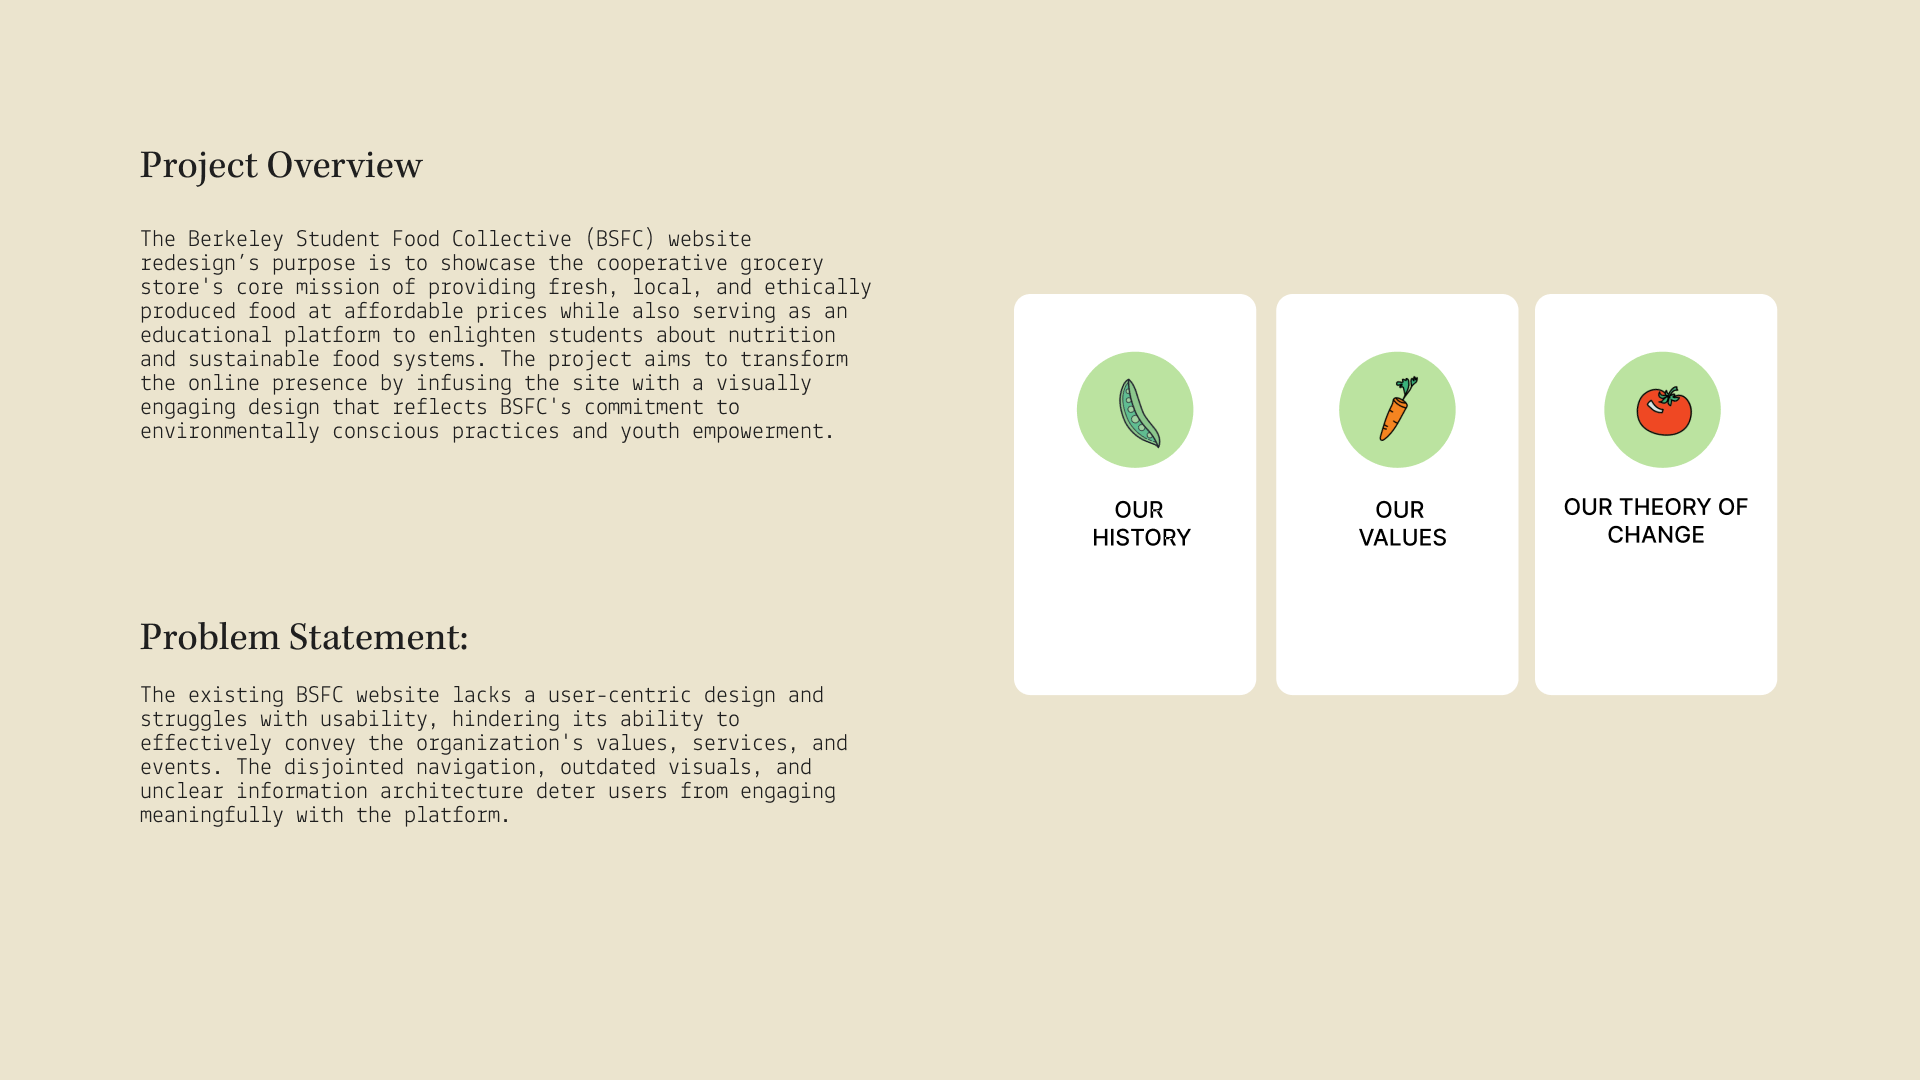 Project Overview
The Berkeley Student Food Collective (BSFC) website
redesign’s purpose is to showcase the cooperative grocery
store's core mission of providing fresh, local, and ethically
produced food at affordable prices while also serving as an
educational platform to enlighten students about nutrition
and sustainable food systems. The project aims to transform
the online presence by infusing the site with a visually
engaging design that reflects BSFC's commitment to
environmentally conscious practices and youth empowerment.
Problem Statement:
The existing BSFC website lacks a user-centric design and
struggles with usability, hindering its ability to
effectively convey the organization's values, services, and
events. The disjointed navigation, outdated visuals, and
unclear information architecture deter users from engaging
meaningfully with the platform.
OUR
HISTORY
OUR
VALUES
OUR THEORY OF
CHANGE